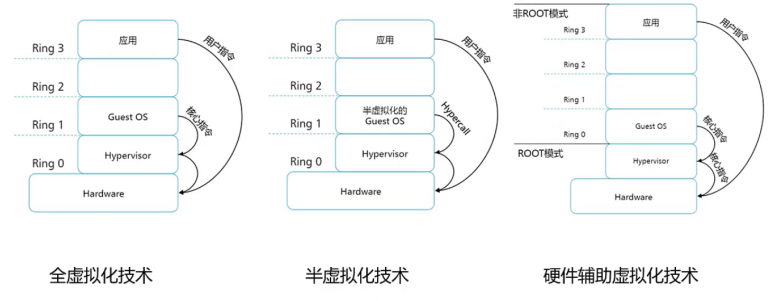 Ring 3
应用
用户指令
Ring 2
Ring 1
Guest OS
核心指令
Ring 0
Hypervisor
Hardware
全虚拟化技术
Ring 3
应用
用户指令
Ring 2
Ring 1
半虚拟化的
Guest OS
Hypercall
Ring 0
Hypervisor
Hardware
半虚拟化技术
非ROOT模式
Ring 3
应用
用户指令
Ring 2
Ring 1
Ring 0
Guest OS
核心指令
ROOT模式
Hypervisor
核心指令
Hardware
硬件辅助虚拟化技术